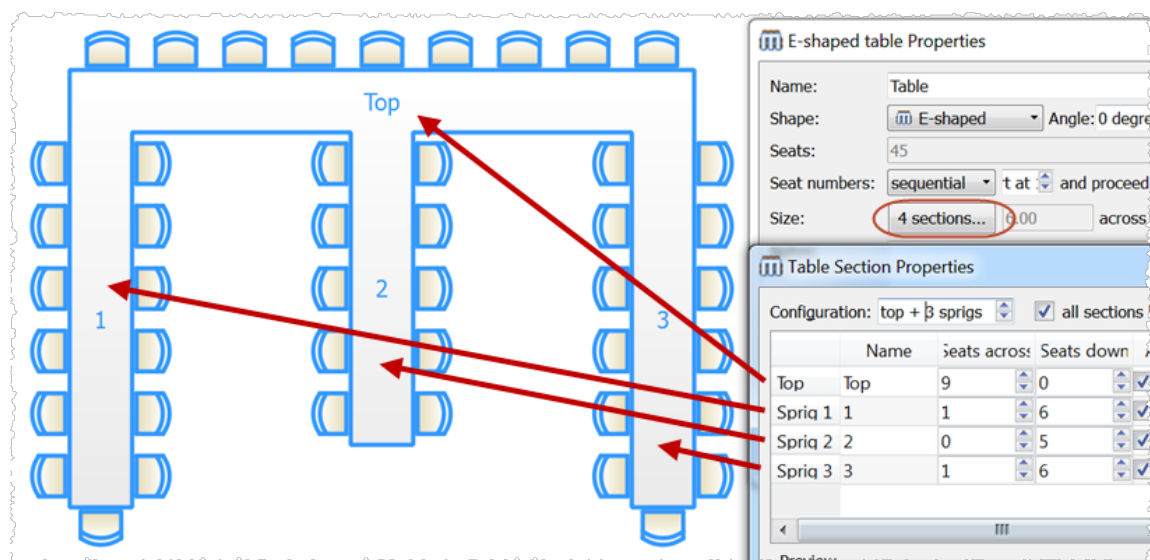 E-shaped table Properties
Name: Table
Shape: E-shaped Angle: 0 degre
Seats: 45
Seat numbers: sequential t at and proceed
Size: 4 sections... 6.00 across
Table Section Properties
Configuration: top + 3 sprigs all sections
Name Seats across Seats down
Top Top 9 0
Sprig 1 1 1 6
Sprig 2 2 0 5
Sprig 3 3 1 6
Preview
Top
1
2
3